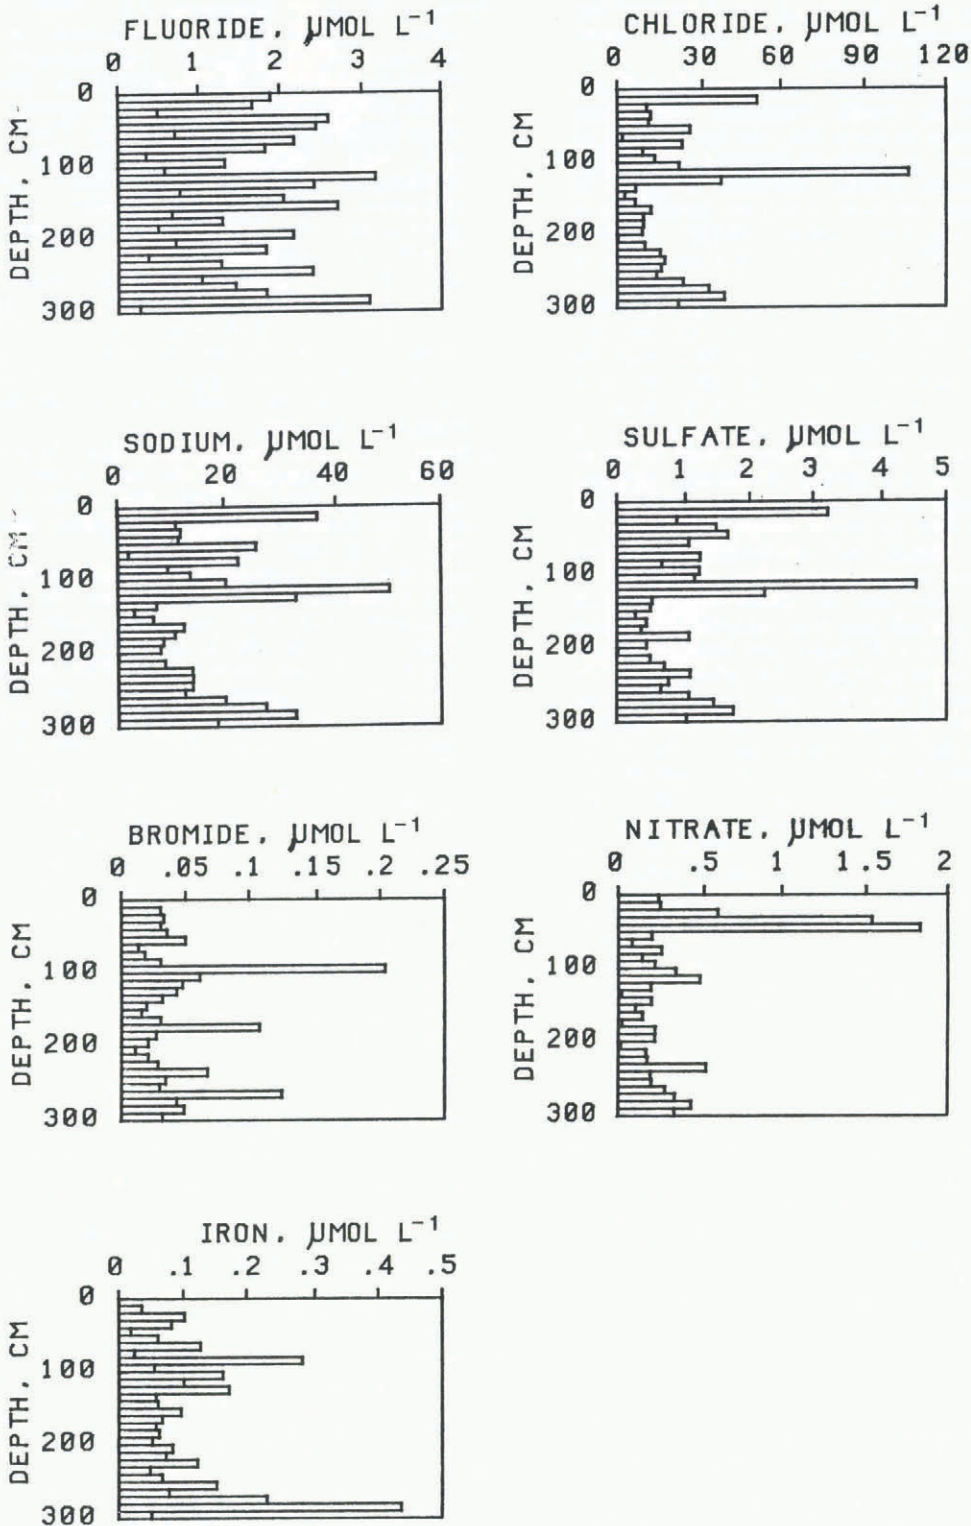 FLUORIDE, µMOL L⁻¹
0 1 2 3 4
DEPTH, CM
0
100
200
300
CHLORIDE, µMOL L⁻¹
0 30 60 90 120
DEPTH, CM
0
100
200
300
SODIUM, µMOL L⁻¹
0 20 40 60
DEPTH, CM
0
100
200
300
SULFATE, µMOL L⁻¹
0 1 2 3 4 5
DEPTH, CM
0
100
200
300
BROMIDE, µMOL L⁻¹
0 .05 .1 .15 .2 .25
DEPTH, CM
0
100
200
300
NITRATE, µMOL L⁻¹
0 .5 1 1.5 2
DEPTH, CM
0
100
200
300
IRON, µMOL L⁻¹
0 .1 .2 .3 .4 .5
DEPTH, CM
0
100
200
300